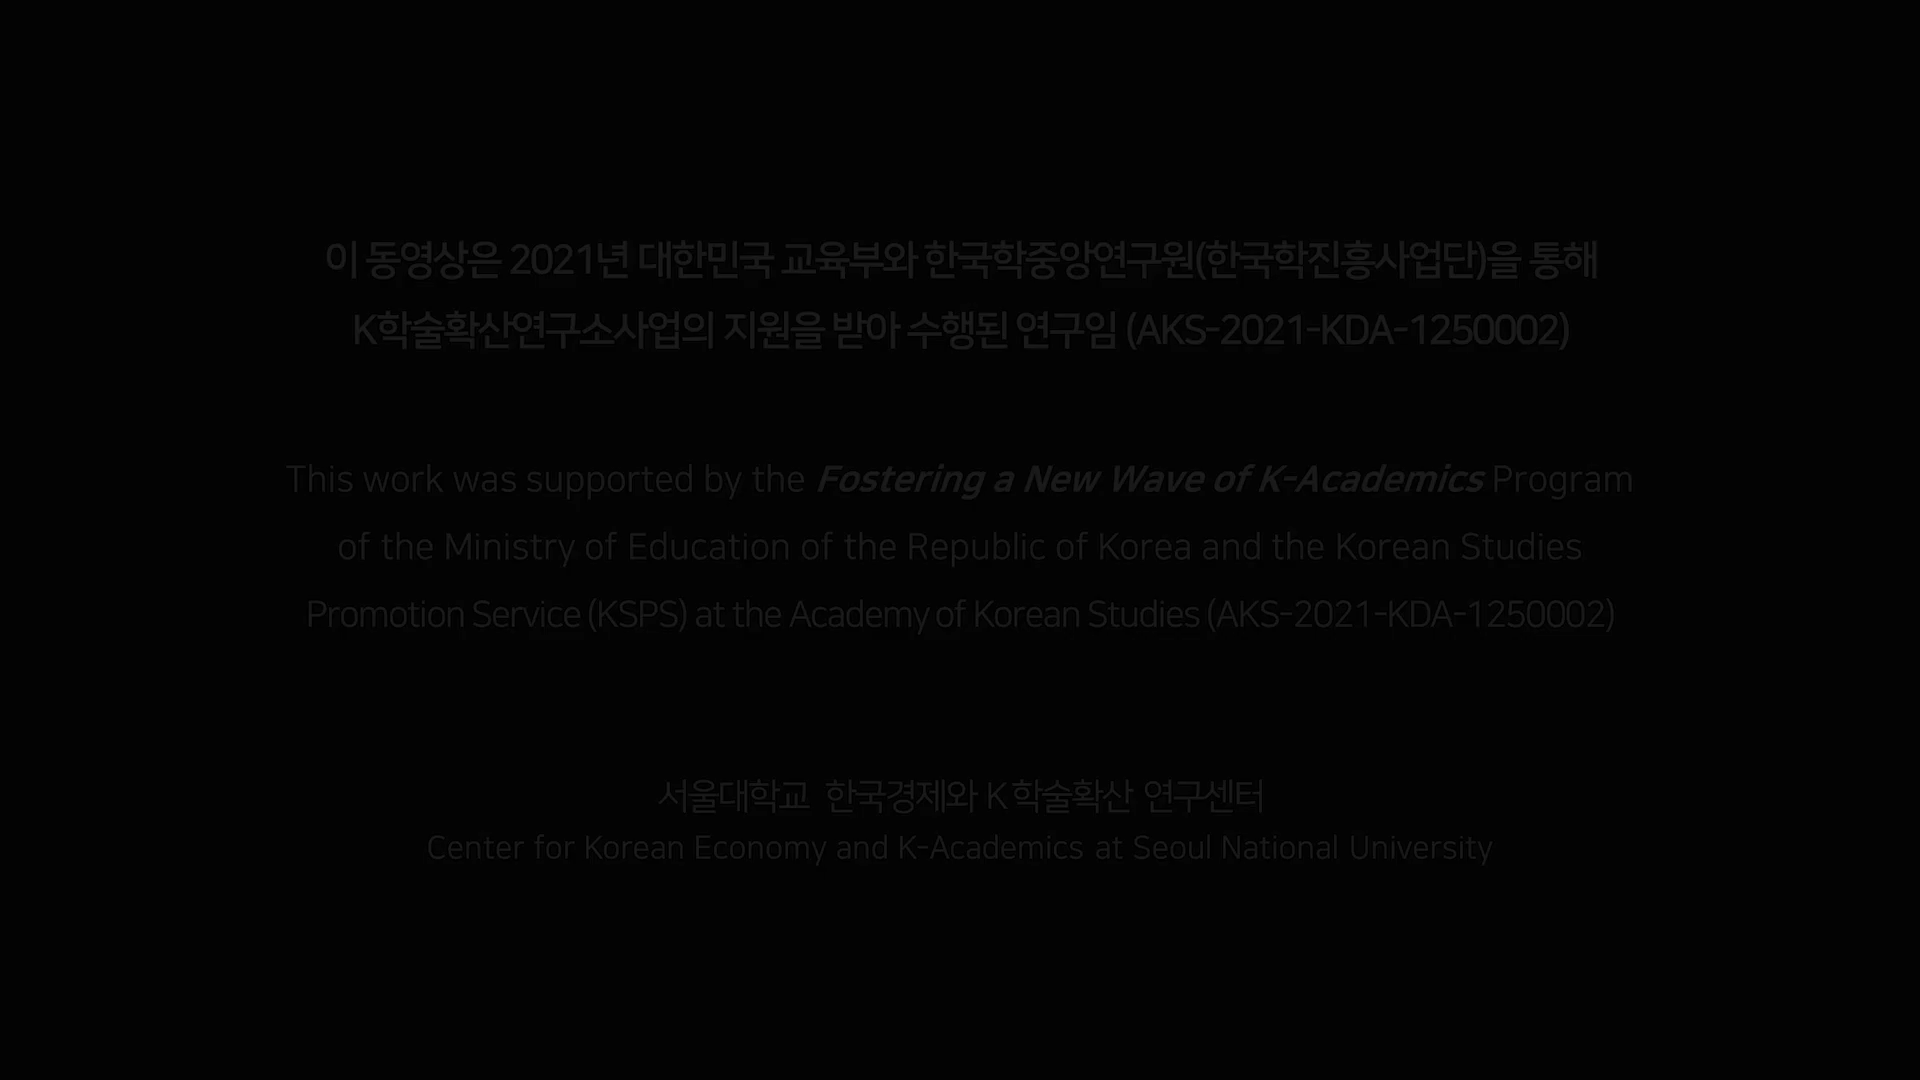 이 동영상은 2021년 대한민국 교육부와 한국학중앙연구원(한국학진흥사업단)을 통해
K학술확산연구소사업의 지원을 받아 수행된 연구임 (AKS-2021-KDA-1250002)
This work was supported by the Fostering a New Wave of K-Academics Program
of the Ministry of Education of the Republic of Korea and the Korean Studies
Promotion Service (KSPS) at the Academy of Korean Studies (AKS-2021-KDA-1250002)
서울대학교 한국경제와 K학술확산 연구센터
Center for Korean Economy and K-Academics at Seoul National University